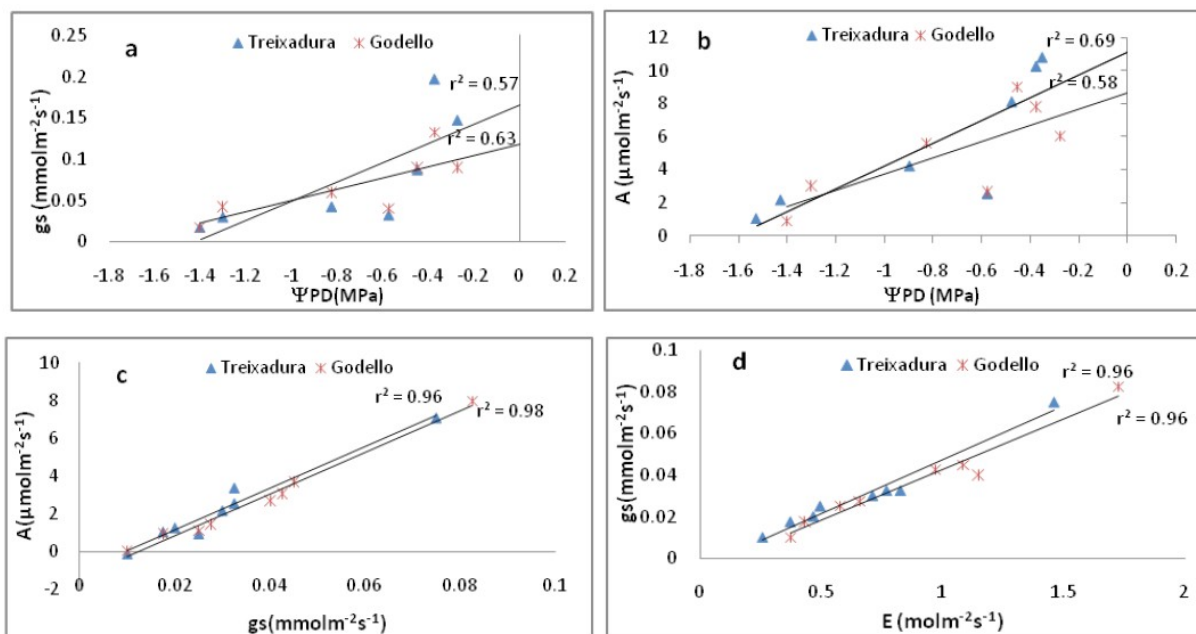 a
Treixadura Godello
0.25
0.2
0.15
0.1
0.05
0
r² = 0.57
r² = 0.63
gs (mmolm⁻²s⁻¹)
-1.8 -1.6 -1.4 -1.2 -1 -0.8 -0.6 -0.4 -0.2 0 0.2
ΨPD(MPa)
b
Treixadura Godello
12
10
8
6
4
2
0
r² = 0.69
r² = 0.58
A (µmolm⁻²s⁻¹)
-1.8 -1.6 -1.4 -1.2 -1 -0.8 -0.6 -0.4 -0.2 0 0.2
ΨPD (MPa)
c
Treixadura Godello
10
8
6
4
2
0
-2
r² = 0.96
r² = 0.98
A(µmolm⁻²s⁻¹)
0 0.02 0.04 0.06 0.08 0.1
gs(mmolm⁻²s⁻¹)
d
Treixadura Godello
0.1
0.08
0.06
0.04
0.02
0
r² = 0.96
r² = 0.96
gs(mmolm⁻²s⁻¹)
0 0.5 1 1.5 2
E (molm⁻²s⁻¹)